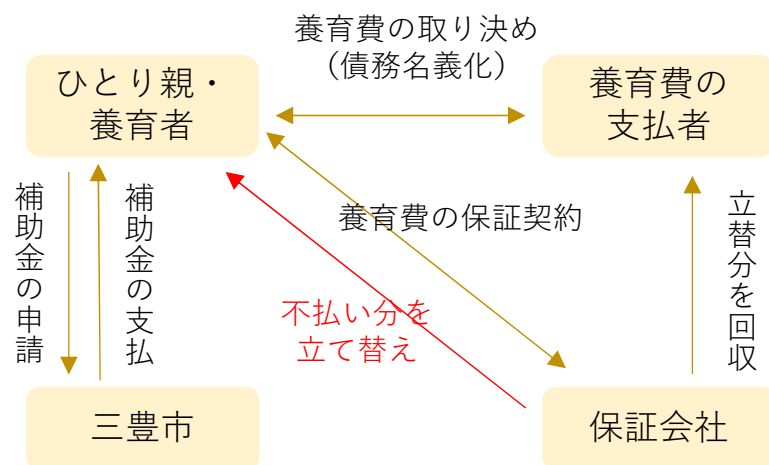 養育費の取り決め
（債務名義化）
ひとり親・
養育者
養育費の
支払者
補助金の申請
補助金の支払
養育費の保証契約
立替分を回収
不払い分を
立て替え
三豊市
保証会社